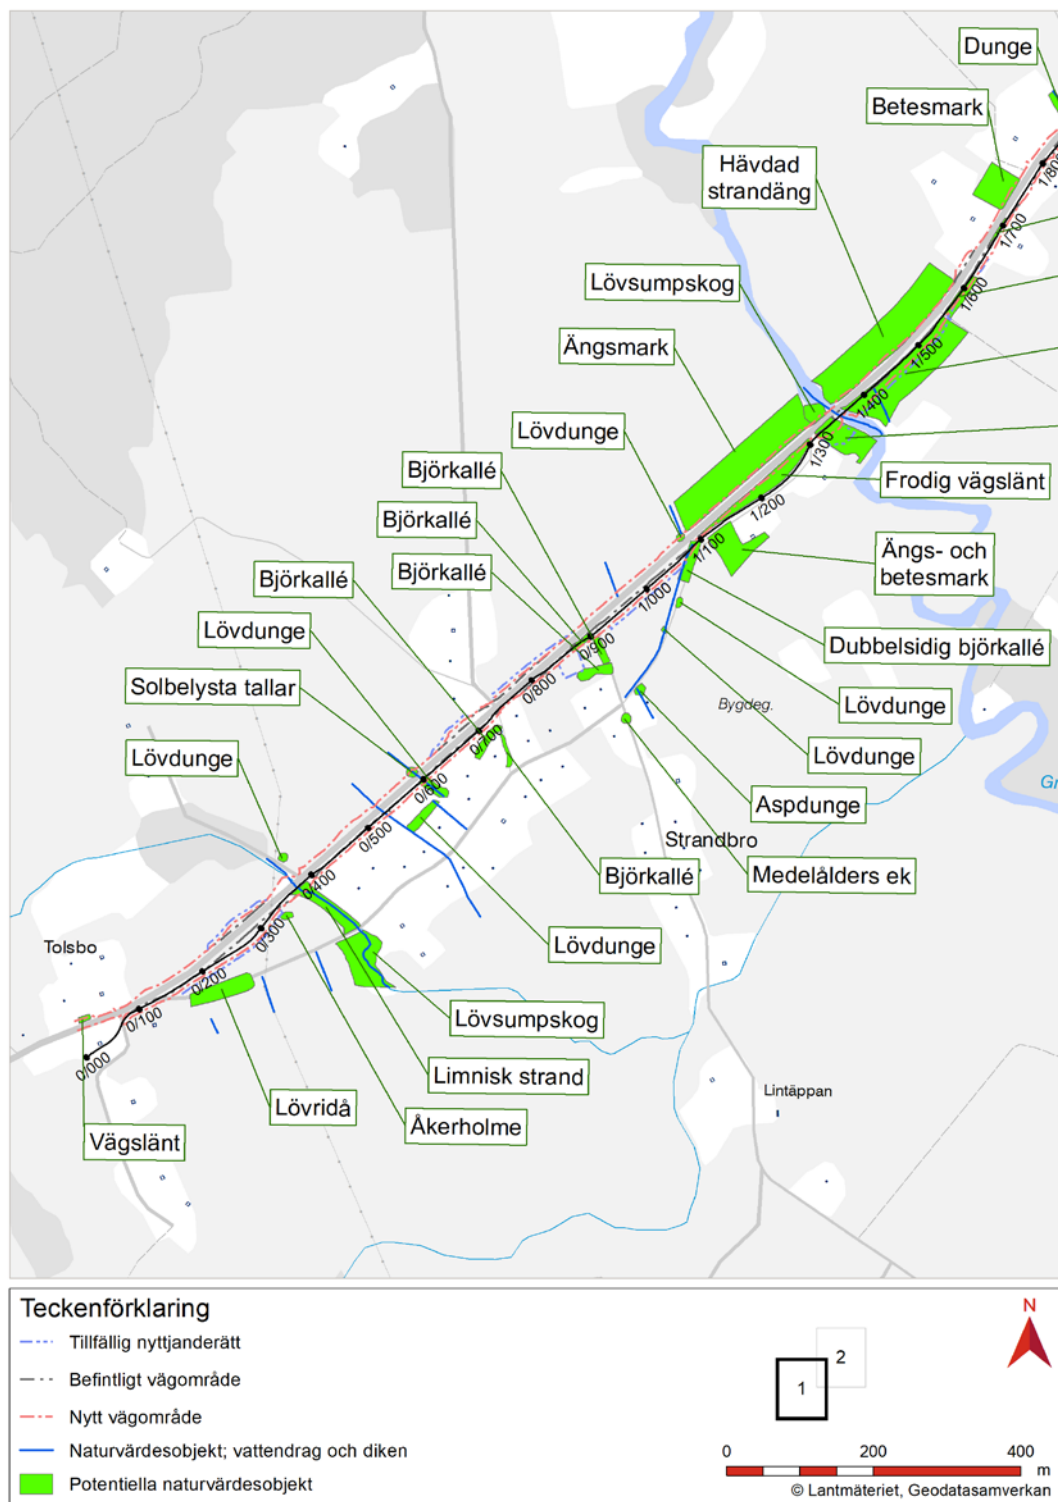 Dunge
Betesmark
Hävdad
strandäng
Lövsumpskog
Ängsmark
Lövdunge
Björkallé
Björkallé
Björkallé
Björkallé
Lövdunge
Solbelysta tallar
Lövdunge
Frodig vägslänt
Ängs- och
betesmark
Dubbelsidig björkallé
Lövdunge
Lövdunge
Aspdunge
Medelålders ek
Björkallé
Lövdunge
Lövsumpskog
Limnisk strand
Åkerholme
Lövridå
Vägslänt
Bygdeg.
Strandbro
Lintäppan
Tolsbo
Gr
0/000
0/100
0/200
0/300
0/400
0/500
0/600
0/700
0/800
0/900
1/000
1/100
1/200
1/300
1/400
1/500
1/600
1/700
1/800
Teckenförklaring
Tillfällig nyttjanderätt
Befintligt vägområde
Nytt vägområde
Naturvärdesobjekt; vattendrag och diken
Potentiella naturvärdesobjekt
1
2
N
0 200 400
m
© Lantmäteriet, Geodatasamverkan